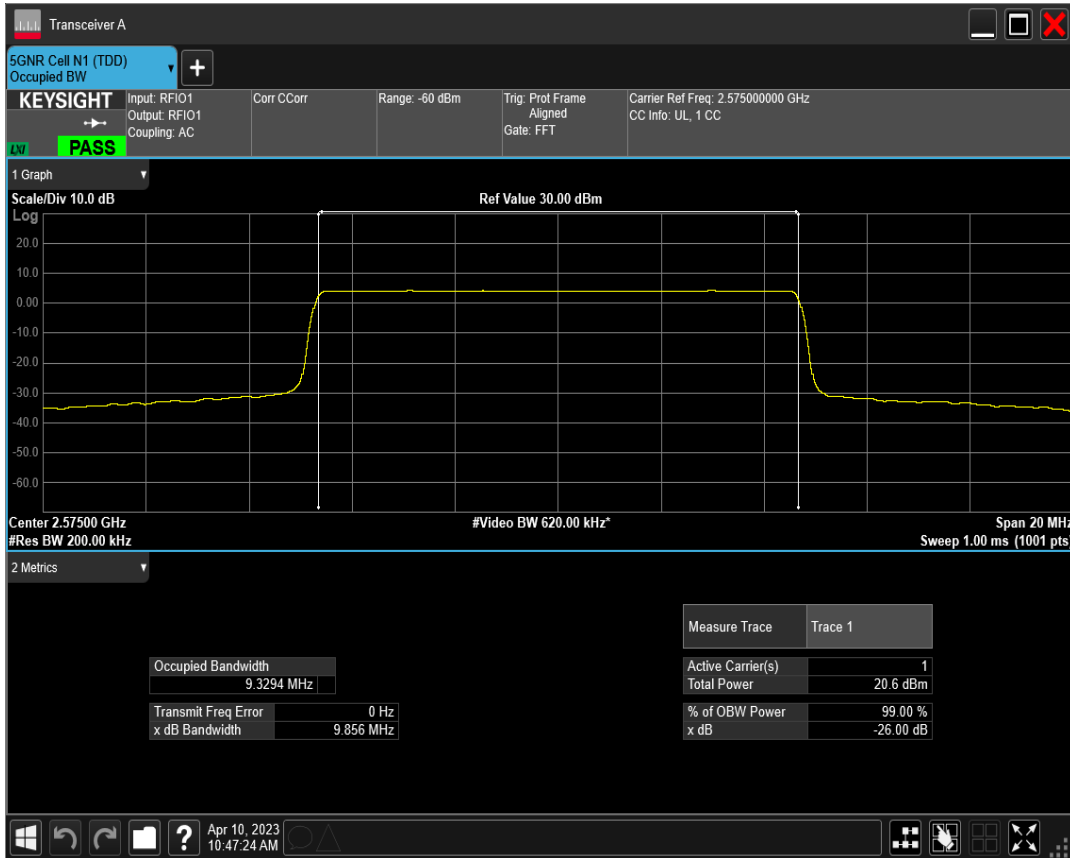 Transceiver A
5GNR Cell N1 (TDD)
Occupied BW
+
KEYSIGHT
LXI
PASS
Input: RFIO1
Output: RFIO1
Coupling: AC
Corr CCorr
Range: -60 dBm
Trig: Prot Frame
Aligned
Gate: FFT
Carrier Ref Freq: 2.575000000 GHz
CC Info: UL, 1 CC
1 Graph
Scale/Div 10.0 dB
Ref Value 30.00 dBm
Log
20.0
10.0
0.00
-10.0
-20.0
-30.0
-40.0
-50.0
-60.0
Center 2.57500 GHz
#Video BW 620.00 kHz*
Span 20 MHz
#Res BW 200.00 kHz
Sweep 1.00 ms (1001 pts)
2 Metrics
Measure Trace Trace 1
Occupied Bandwidth
9.3294 MHz
Active Carrier(s) 1
Total Power 20.6 dBm
Transmit Freq Error 0 Hz
x dB Bandwidth 9.856 MHz
% of OBW Power 99.00 %
x dB -26.00 dB
?
Apr 10, 2023
10:47:24 AM